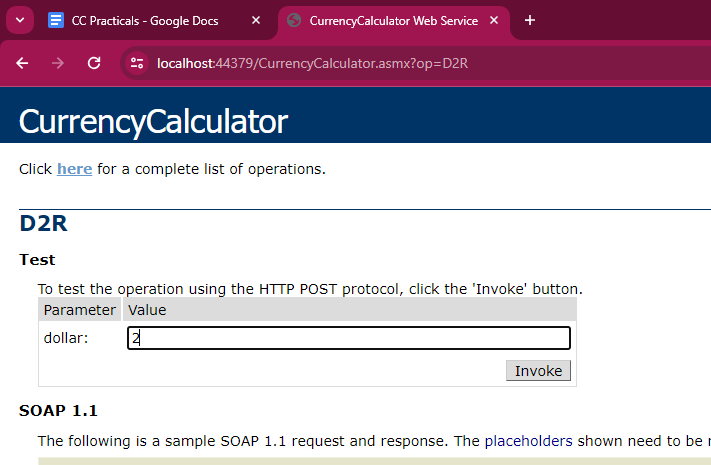 CC Practicals - Google Docs
CurrencyCalculator Web Service
localhost:44379/CurrencyCalculator.asmx?op=D2R
CurrencyCalculator
Click here for a complete list of operations.
D2R
Test
To test the operation using the HTTP POST protocol, click the 'Invoke' button.
Parameter Value
dollar: 2
Invoke
SOAP 1.1
The following is a sample SOAP 1.1 request and response. The placeholders shown need to be